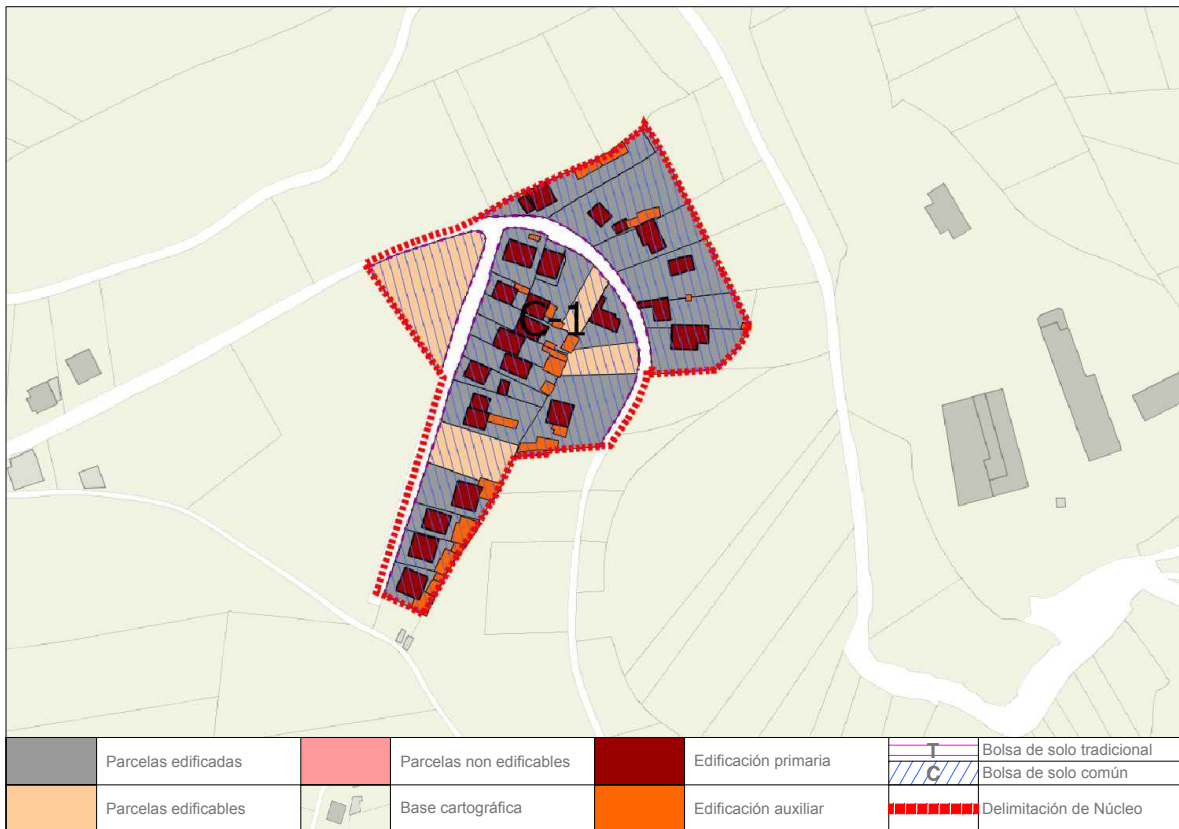 C-1
Parcelas edificadas
Parcelas non edificables
Edificación primaria
T
Bolsa de solo tradicional
C
Bolsa de solo común
Parcelas edificables
Base cartográfica
Edificación auxiliar
Delimitación de Núcleo